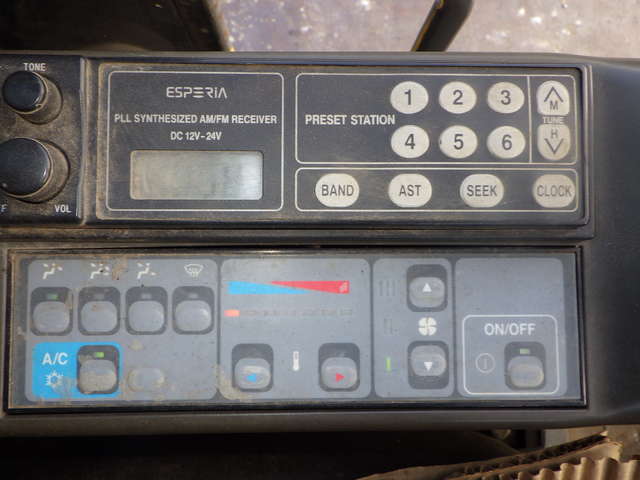 TONE
VOL
ESPERIA
PLL SYNTHESIZED AM/FM RECEIVER
DC 12V-24V
PRESET STATION
1 2 3
4 5 6
M
TUNE
H
BAND AST SEEK CLOCK
A/C
ON/OFF